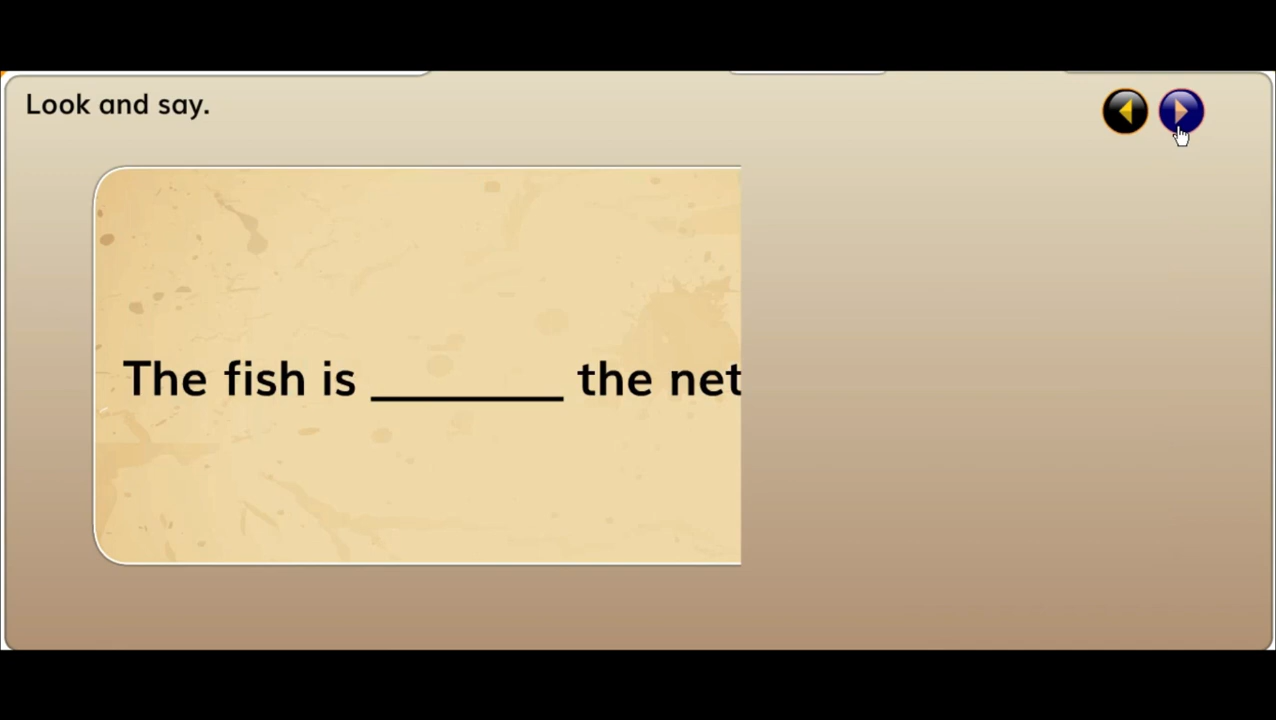 Look and say.
The fish is ________ the net